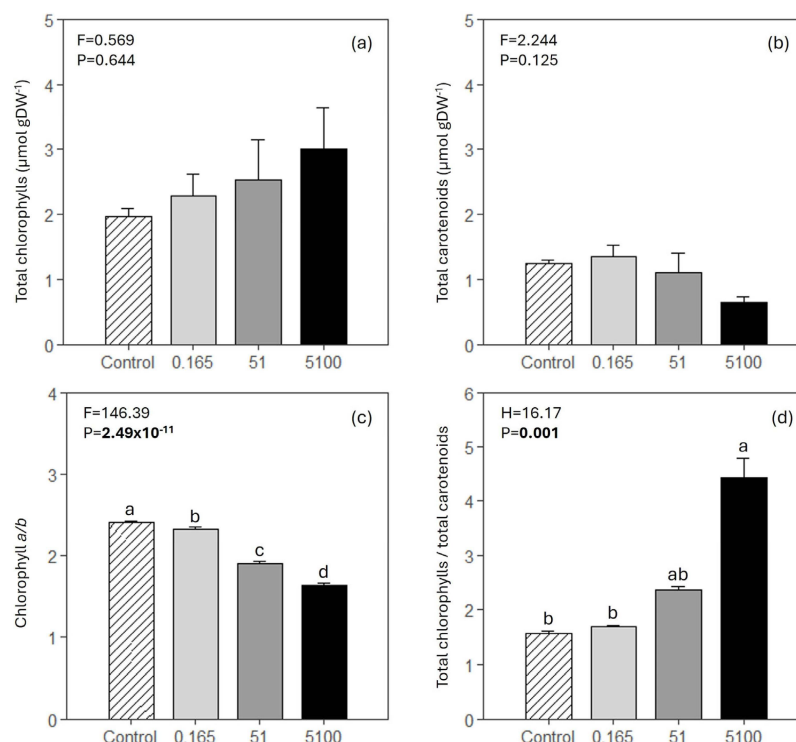 F=0.569
P=0.644
(a)
Total chlorophylls (µmol gDW⁻¹)
5
4
3
2
1
0
Control 0.165 51 5100
F=2.244
P=0.125
(b)
Total carotenoids (µmol gDW⁻¹)
5
4
3
2
1
0
Control 0.165 51 5100
F=146.39
P=2.49x10⁻¹¹
(c)
Chlorophyll a/b
4
3
2
1
0
a b c d
Control 0.165 51 5100
H=16.17
P=0.001
(d)
Total chlorophylls / total carotenoids
6
5
4
3
2
1
0
b b ab a
Control 0.165 51 5100